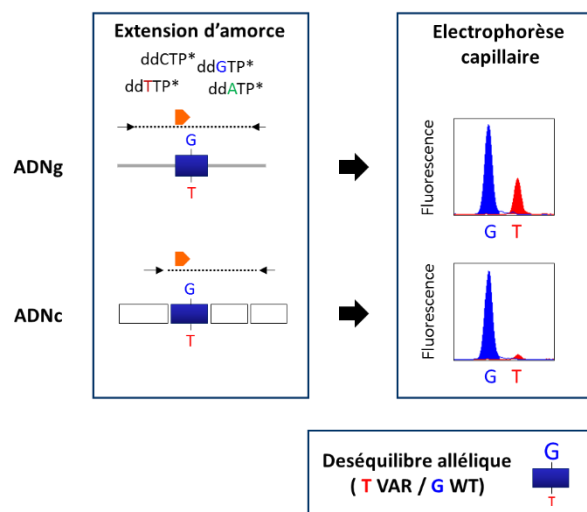 Extension d'amorce
ddCTP*
ddGTP*
ddTTP*
ddATP*
Electrophorèse
capillaire
ADNg
G
T
Fluorescence
G T
ADNc
G
T
Fluorescence
G T
Deséquilibre allélique
( T VAR / G WT)
G
T